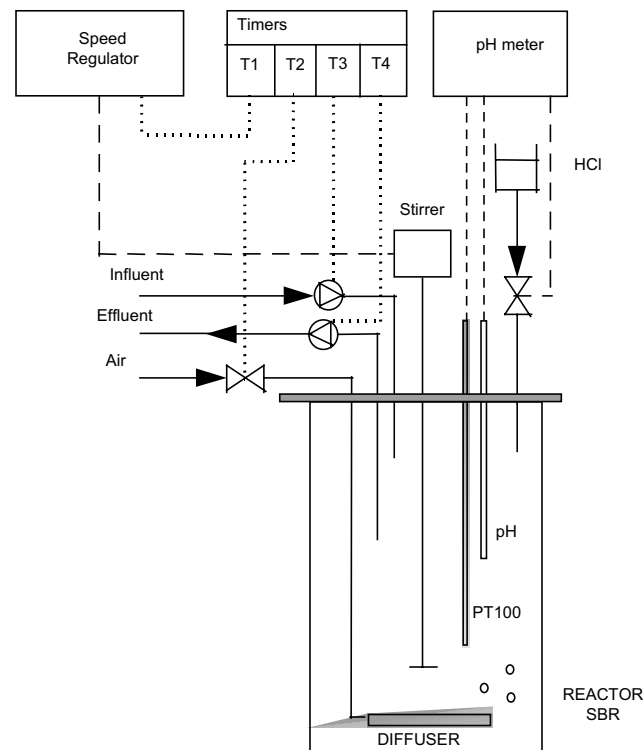 Speed
Regulator
Timers
T1 T2 T3 T4
pH meter
HCl
Stirrer
Influent
Effluent
Air
pH
PT100
REACTOR
SBR
DIFFUSER